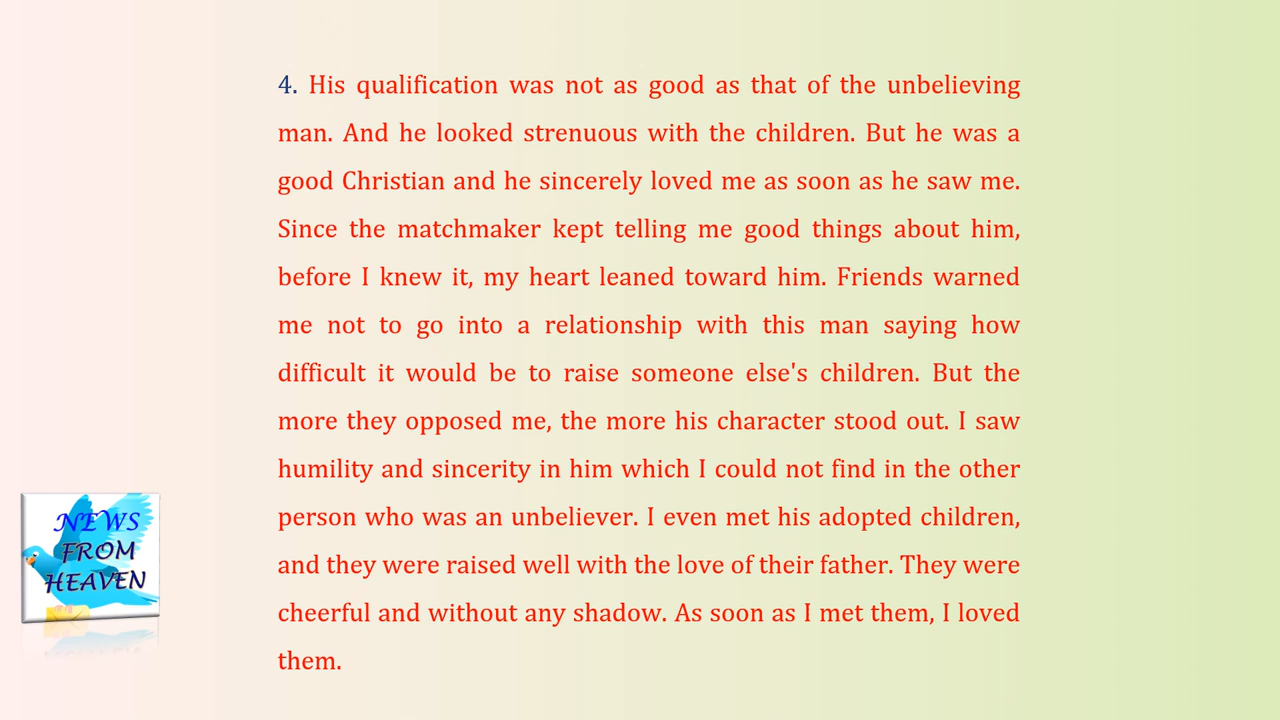 4. His qualification was not as good as that of the unbelieving
man. And he looked strenuous with the children. But he was a
good Christian and he sincerely loved me as soon as he saw me.
Since the matchmaker kept telling me good things about him,
before I knew it, my heart leaned toward him. Friends warned
me not to go into a relationship with this man saying how
difficult it would be to raise someone else's children. But the
more they opposed me, the more his character stood out. I saw
humility and sincerity in him which I could not find in the other
person who was an unbeliever. I even met his adopted children,
and they were raised well with the love of their father. They were
cheerful and without any shadow. As soon as I met them, I loved
them.
NEWS
FROM
HEAVEN